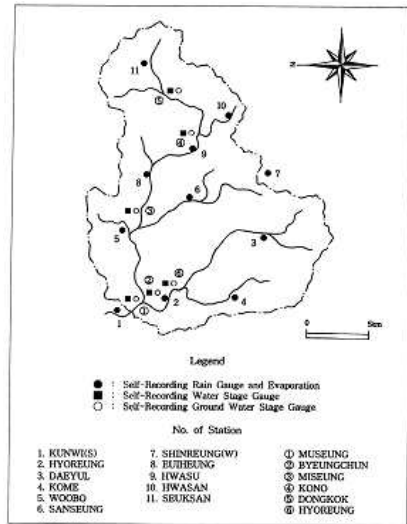 11
⑤
10
④
9
N
7
8
6
③
5
3
②
⑥
2
4
①
1
0 5km
Legend
● : Self-Recording Rain Gauge and Evaporation
■ : Self-Recording Water Stage Gauge
○ : Self-Recording Ground Water Stage Gauge
No. of Station
1. KUNWI(S) 7. SHINREUNG(W) ① MUSEUNG
2. HYOREUNG 8. EUIHEUNG ② BYEUNGCHUN
3. DAEYUL 9. HWASU ③ MISEUNG
4. KOME 10. HWASAN ④ KONO
5. WOOBO 11. SEUKSAN ⑤ DONGKOK
6. SANSEUNG ⑥ HYOREUNG